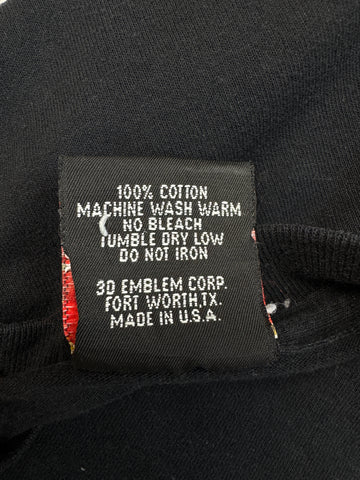 100% COTTON
MACHINE WASH WARM
NO BLEACH
TUMBLE DRY LOW
DO NOT IRON
3D EMBLEM CORP.
FORT WORTH,TX.
MADE IN U.S.A.